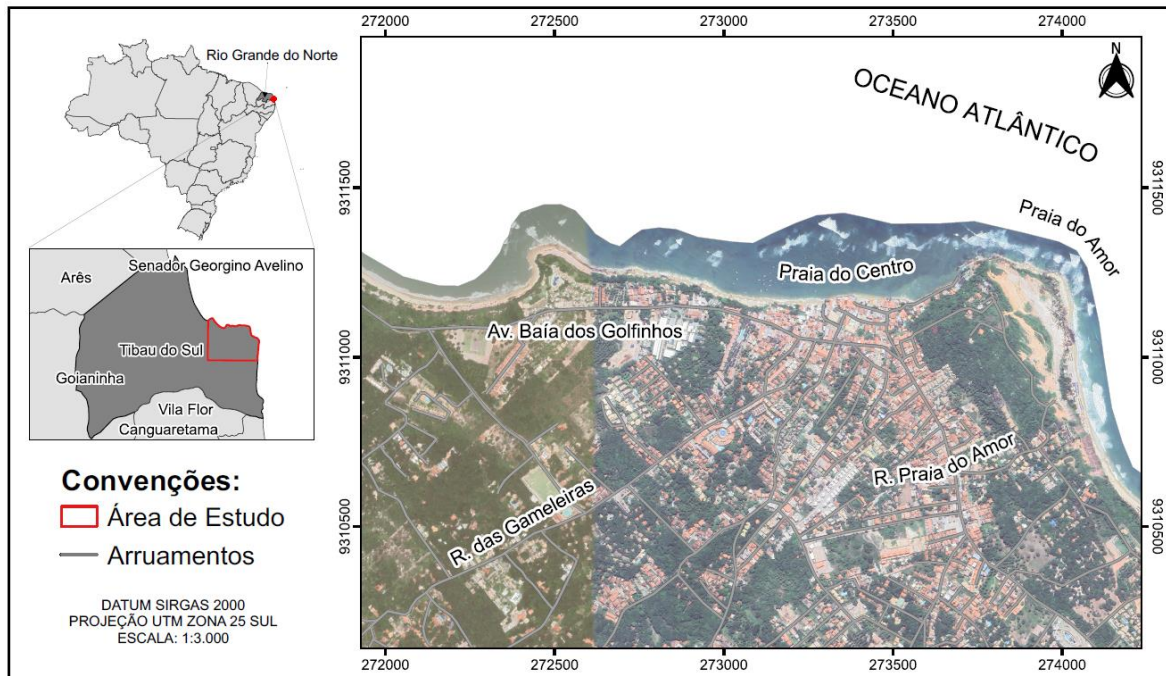 272000
272500
273000
273500
274000
Rio Grande do Norte
N
OCEANO ATLÂNTICO
9311500
9311500
Praia do Amor
Praia do Centro
Senador Georgino Avelino
Arês
Av. Baía dos Golfinhos
Tibau do Sul
9311000
9311000
Goianinha
Vila Flor
Canguaretama
R. Praia do Amor
Convenções:
Área de Estudo
R. das Gameleiras
9310500
9310500
Arruamentos
DATUM SIRGAS 2000
PROJEÇÃO UTM ZONA 25 SUL
ESCALA: 1:3.000
272000
272500
273000
273500
274000